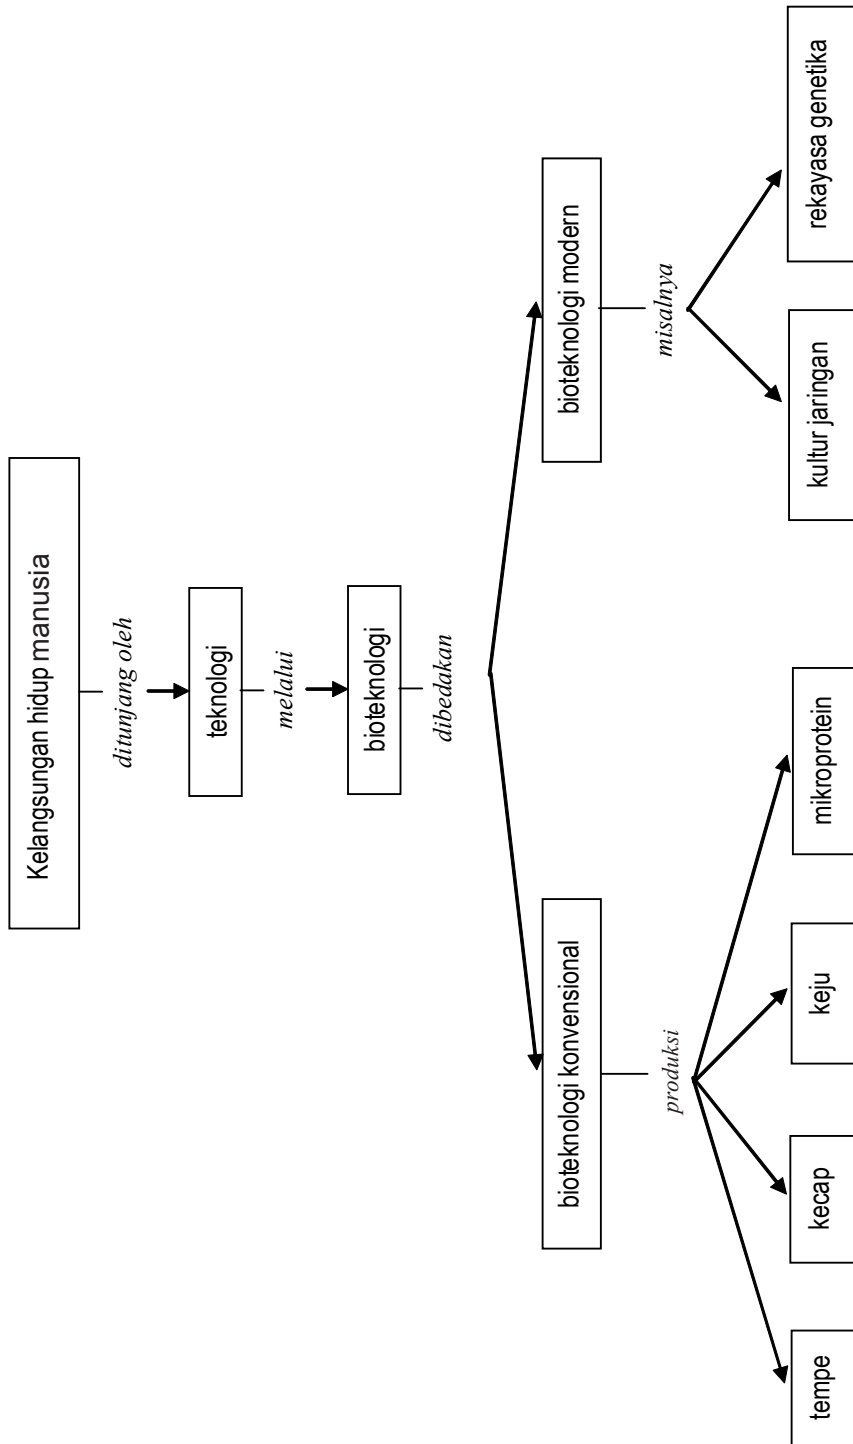 Kelangsungan hidup manusia
ditunjang oleh
teknologi
melalui
bioteknologi
dibedakan
bioteknologi konvensional
bioteknologi modern
produksi
misalnya
tempe
kecap
keju
mikroprotein
kultur jaringan
rekayasa genetika